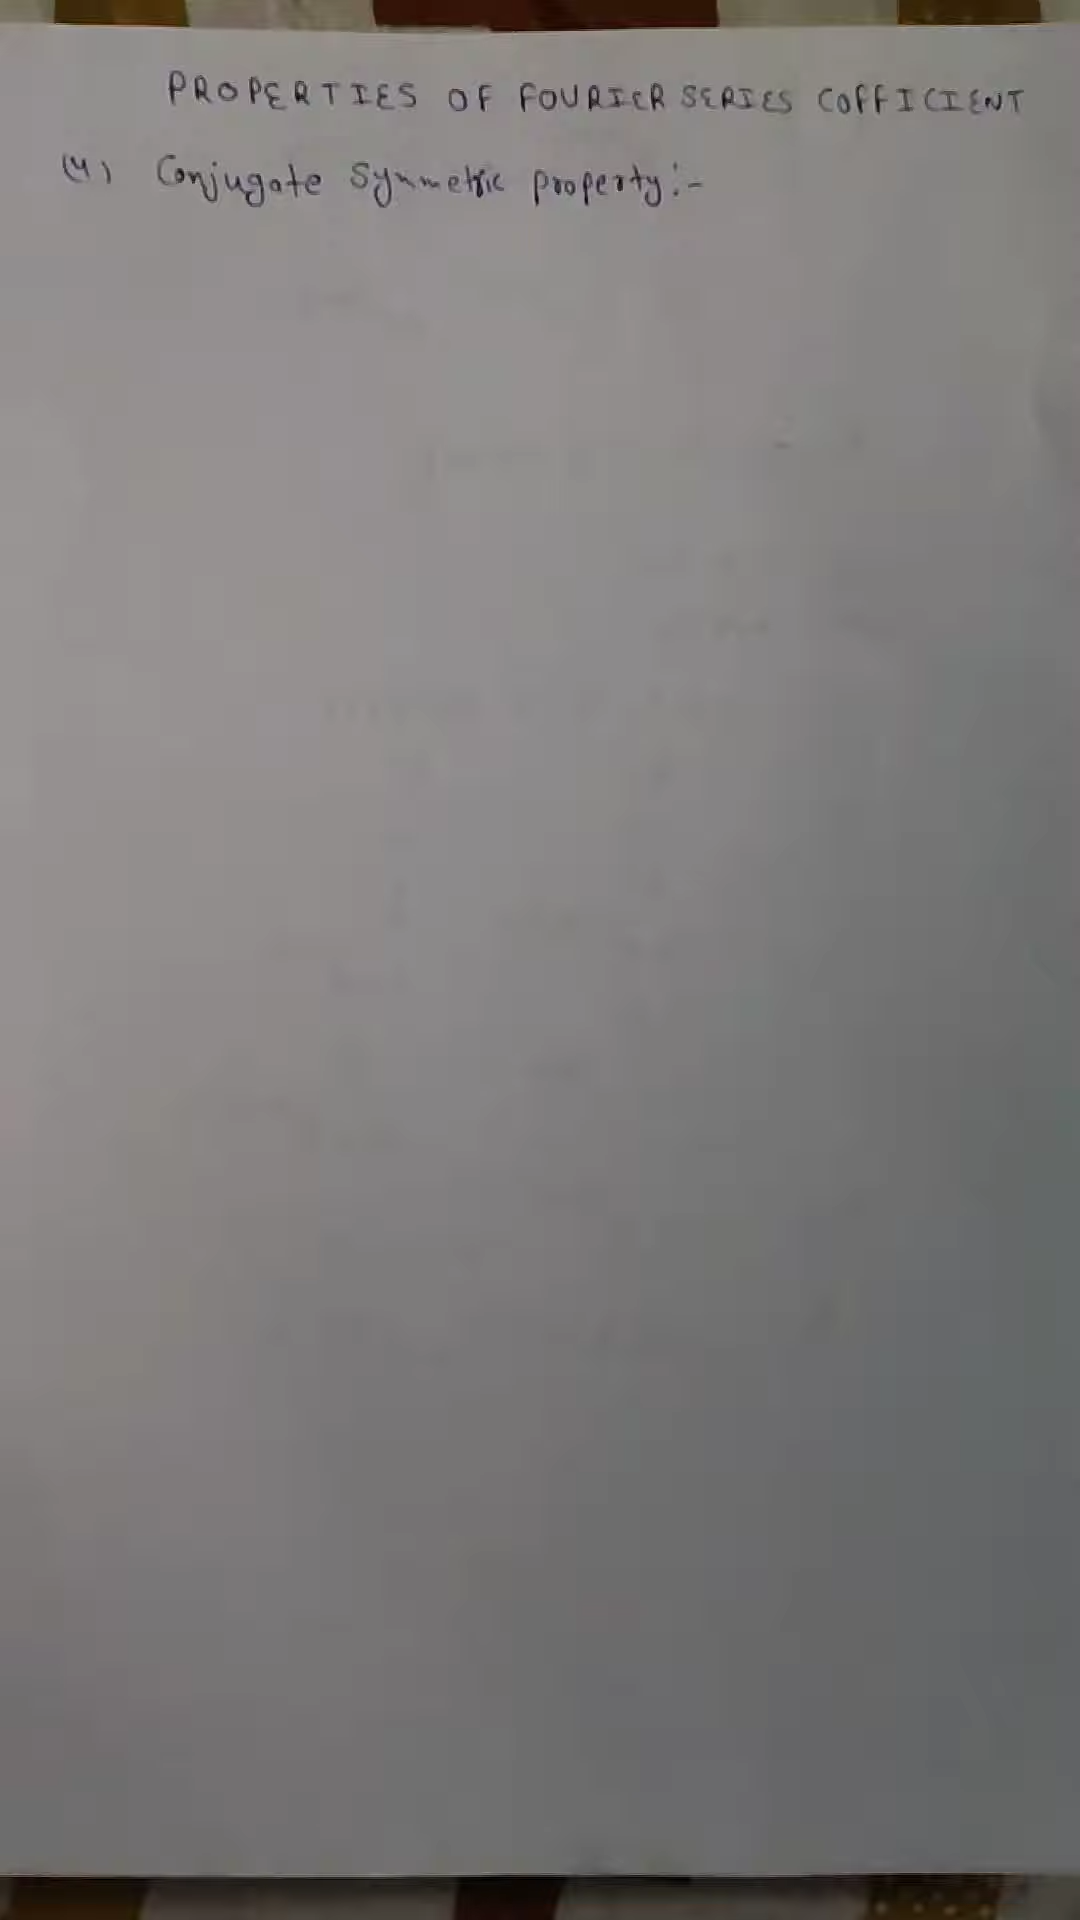 PROPERTIES OF FOURIER SERIES COFFICIENT
(4) Conjugate Symmetric property:-